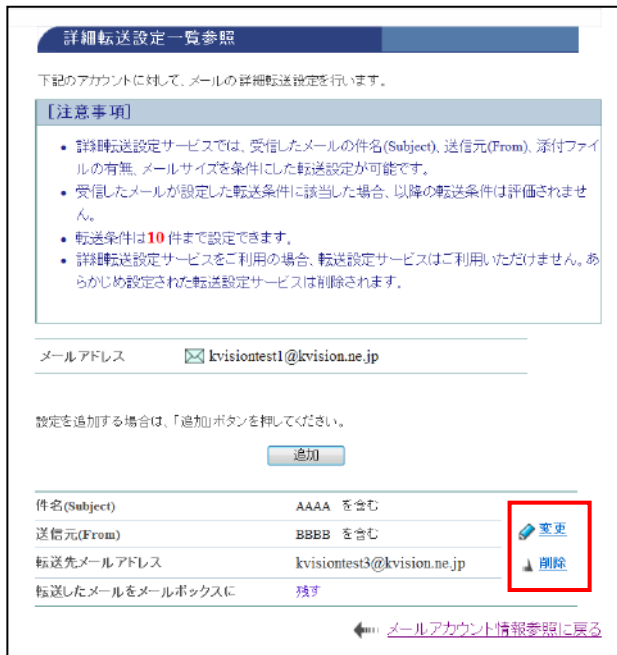 詳細転送設定一覧参照
下記のアカウントに対して、メールの詳細転送設定を行います。
[注意事項]
• 詳細転送設定サービスでは、受信したメールの件名(Subject)、送信元(From)、添付ファイ
ルの有無、メールサイズを条件にした転送設定が可能です。
• 受信したメールが設定した転送条件に該当した場合、以降の転送条件は評価されませ
ん。
• 転送条件は10 件まで設定できます。
• 詳細転送設定サービスをご利用の場合、転送設定サービスはご利用いただけません。あ
らかじめ設定された転送設定サービスは削除されます。
メールアドレス kvisiontest1@kvision.ne.jp
設定を追加する場合は、「追加」ボタンを押してください。
追加
件名(Subject) AAAA を含む
送信元(From) BBBB を含む 変更
転送先メールアドレス kvisiontest3@kvision.ne.jp 削除
転送したメールをメールボックスに 残す
メールアカウント情報参照に戻る